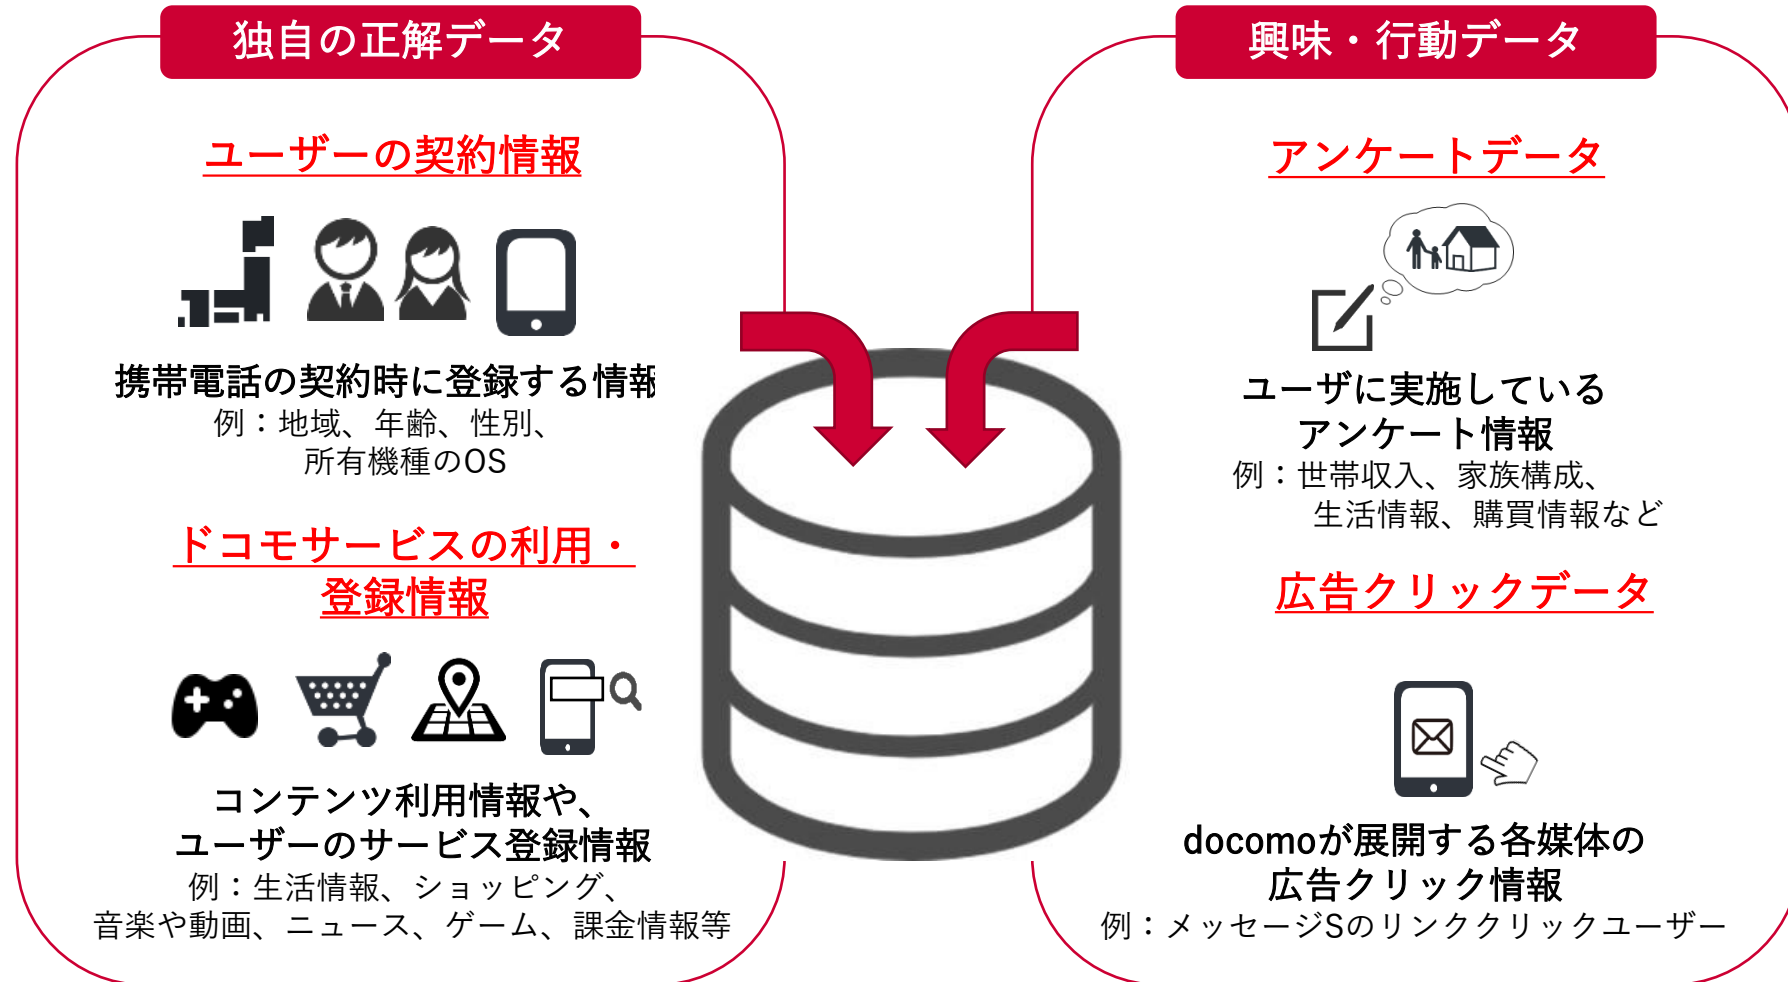 独自の正解データ
ユーザーの契約情報
携帯電話の契約時に登録する情報
例：地域、年齢、性別、
所有機種のOS
ドコモサービスの利用・
登録情報
コンテンツ利用情報や、
ユーザーのサービス登録情報
例：生活情報、ショッピング、
音楽や動画、ニュース、ゲーム、課金情報等
興味・行動データ
アンケートデータ
ユーザに実施している
アンケート情報
例：世帯収入、家族構成、
生活情報、購買情報など
広告クリックデータ
docomoが展開する各媒体の
広告クリック情報
例：メッセージSのリンククリックユーザー